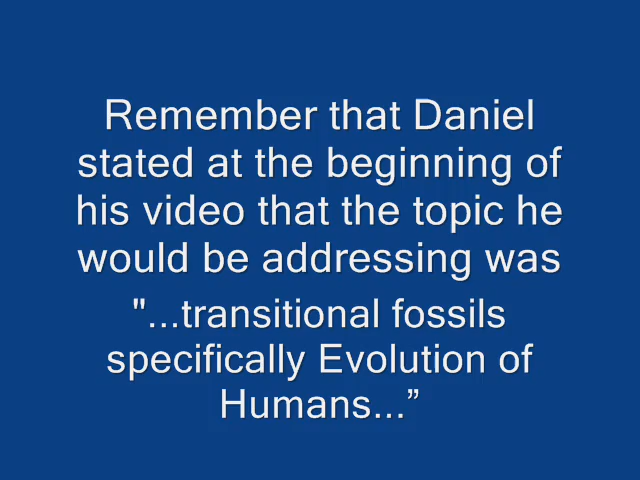 Remember that Daniel
stated at the beginning of
his video that the topic he
would be addressing was
"...transitional fossils
specifically Evolution of
Humans...”